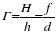 Γ = H/h = f/d